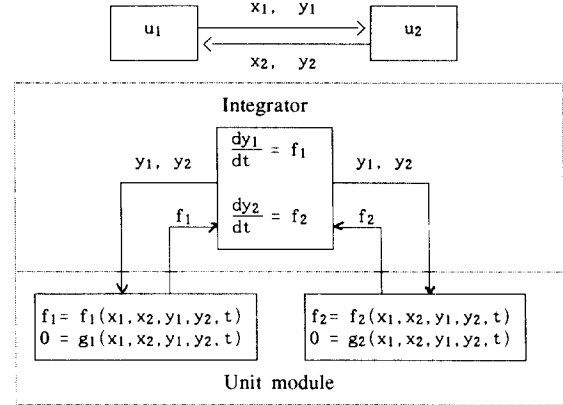 x₁, y₁
u₁
u₂
x₂, y₂
Integrator
dy₁/dt = f₁
y₁, y₂
y₁, y₂
dy₂/dt = f₂
f₁
f₂
f₁= f₁(x₁,x₂,y₁,y₂,t)
0 = g₁(x₁,x₂,y₁,y₂,t)
f₂= f₂(x₁,x₂,y₁,y₂,t)
0 = g₂(x₁,x₂,y₁,y₂,t)
Unit module